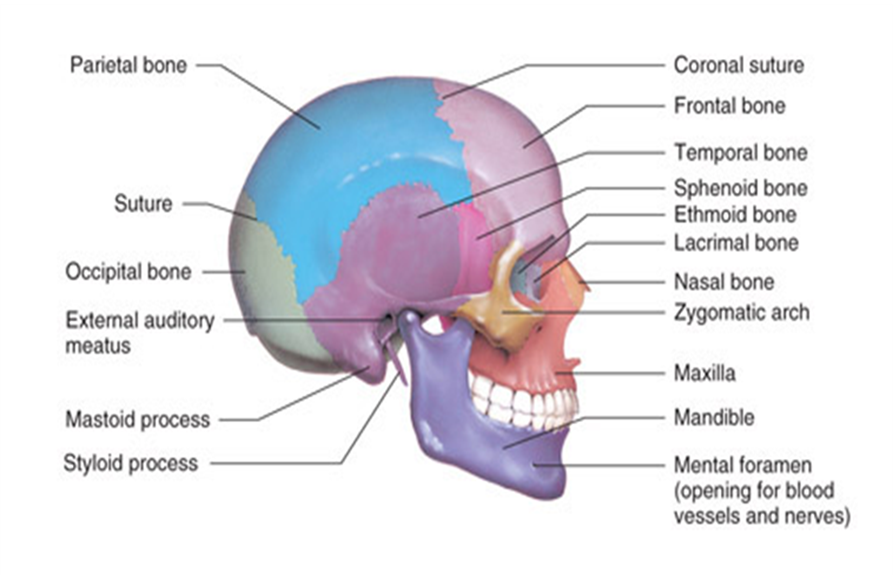 Parietal bone
Suture
Occipital bone
External auditory
meatus
Mastoid process
Styloid process
Coronal suture
Frontal bone
Temporal bone
Sphenoid bone
Ethmoid bone
Lacrimal bone
Nasal bone
Zygomatic arch
Maxilla
Mandible
Mental foramen
(opening for blood
vessels and nerves)